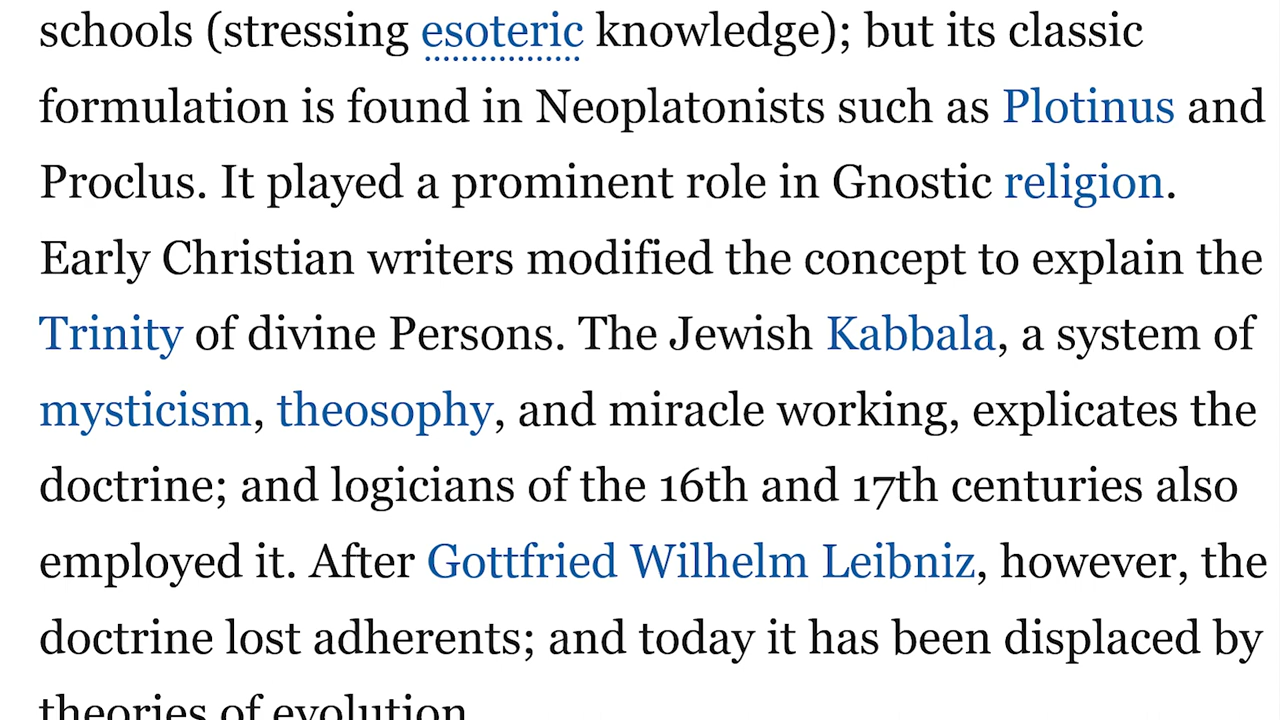 schools (stressing esoteric knowledge); but its classic
formulation is found in Neoplatonists such as Plotinus and
Proclus. It played a prominent role in Gnostic religion.
Early Christian writers modified the concept to explain the
Trinity of divine Persons. The Jewish Kabbala, a system of
mysticism, theosophy, and miracle working, explicates the
doctrine; and logicians of the 16th and 17th centuries also
employed it. After Gottfried Wilhelm Leibniz, however, the
doctrine lost adherents; and today it has been displaced by
theories of evolution.